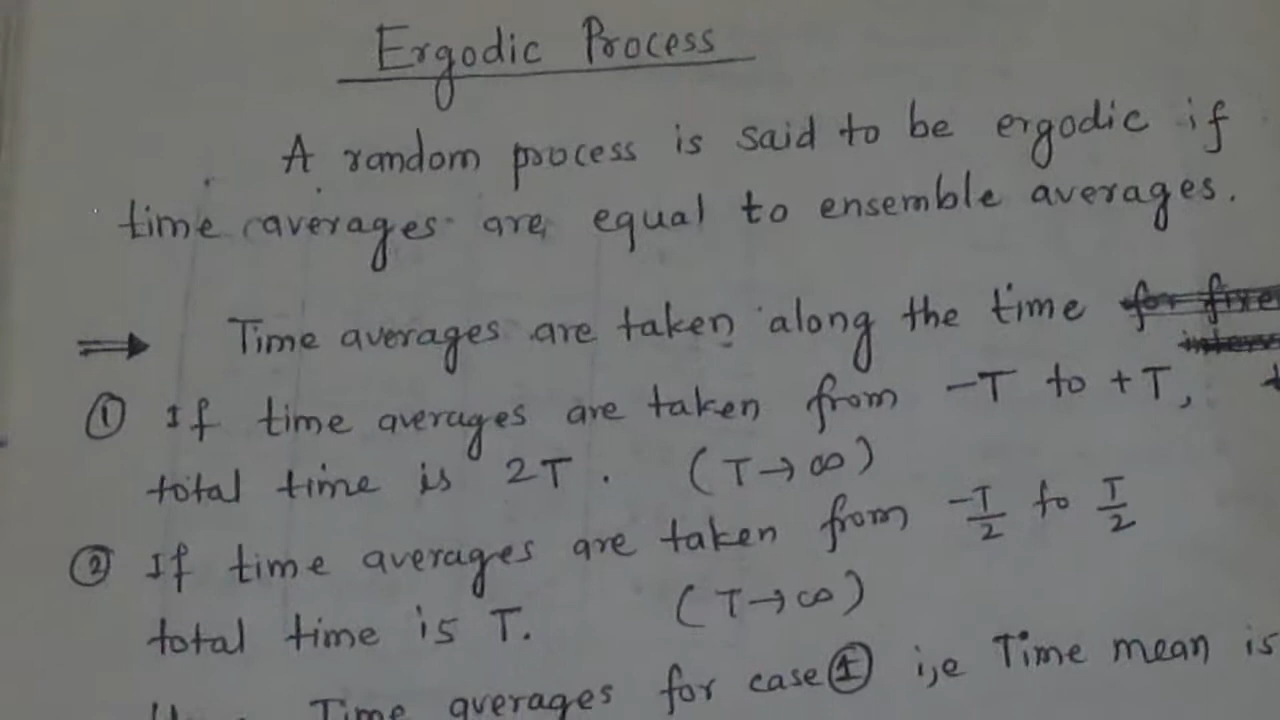 Ergodic Process
A random process is said to be ergodic if
time averages are equal to ensemble averages.
⇒ Time averages are taken along the time
① If time averages are taken from -T to +T,
total time is 2T. (T→∞)
② If time averages are taken from -T/2 to T/2
total time is T. (T→∞)
Time averages for case ① i,e Time mean is